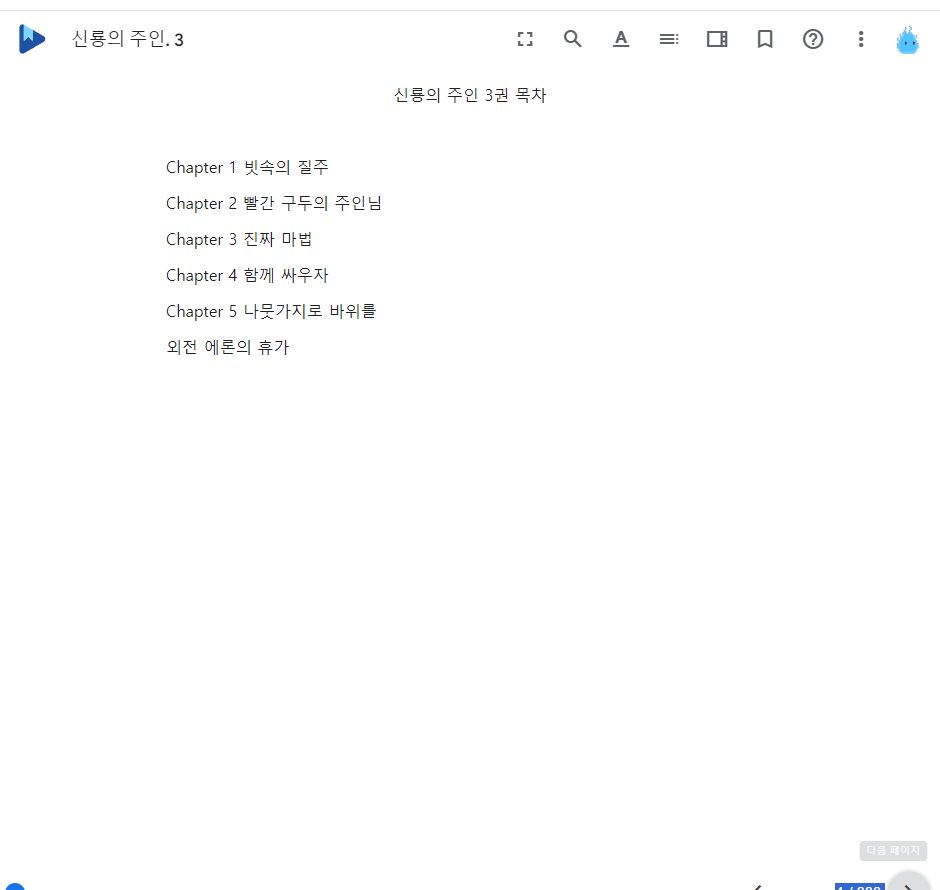 신룡의 주인. 3
신룡의 주인 3권 목차
Chapter 1 빗속의 질주
Chapter 2 빨간 구두의 주인님
Chapter 3 진짜 마법
Chapter 4 함께 싸우자
Chapter 5 나뭇가지로 바위를
외전 에론의 휴가
다음 페이지